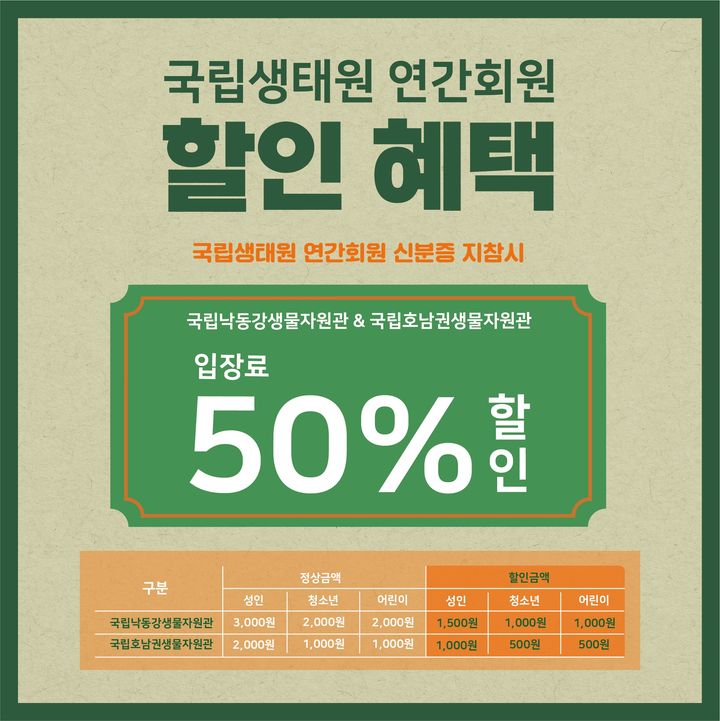 국립생태원 연간회원
할인 혜택
국립생태원 연간회원 신분증 지참시
국립낙동강생물자원관 & 국립호남권생물자원관
입장료
50% 할인
구분 정상금액 할인금액
성인 청소년 어린이 성인 청소년 어린이
국립낙동강생물자원관 3,000원 2,000원 2,000원 1,500원 1,000원 1,000원
국립호남권생물자원관 2,000원 1,000원 1,000원 1,000원 500원 500원